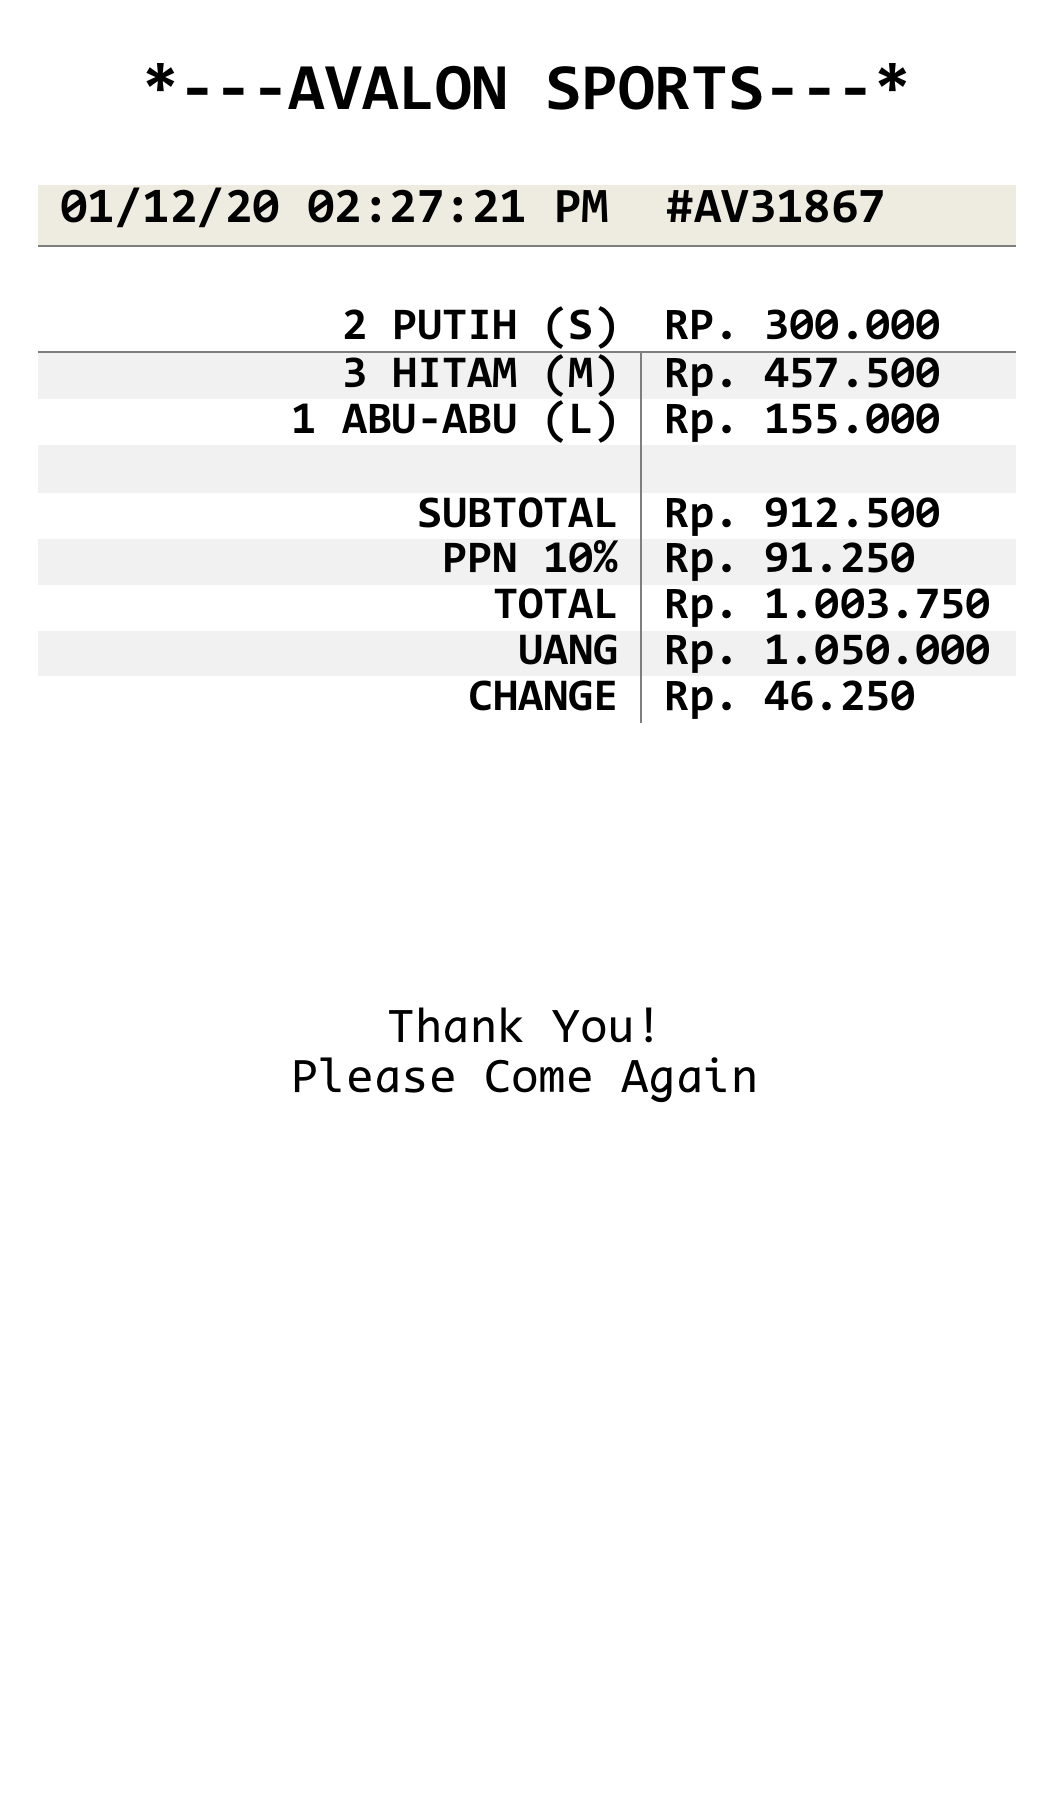 *---AVALON SPORTS---*
01/12/20 02:27:21 PM #AV31867
2 PUTIH (S) RP. 300.000
3 HITAM (M) Rp. 457.500
1 ABU-ABU (L) Rp. 155.000
SUBTOTAL Rp. 912.500
PPN 10% Rp. 91.250
TOTAL Rp. 1.003.750
UANG Rp. 1.050.000
CHANGE Rp. 46.250
Thank You!
Please Come Again